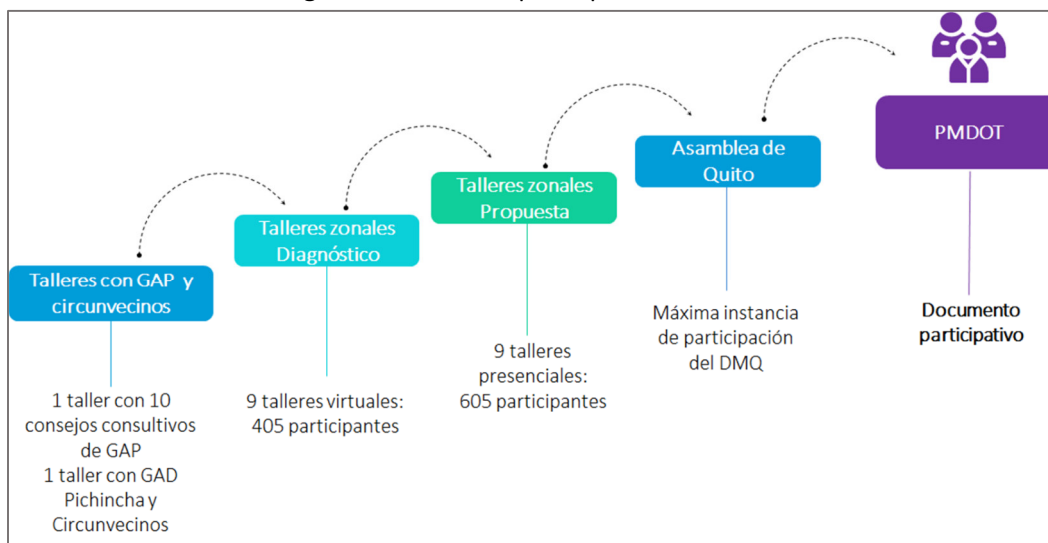 Talleres con GAP y
circunvecinos
1 taller con 10
consejos consultivos
de GAP
1 taller con GAD
Pichincha y
Circunvecinos
Talleres zonales
Diagnóstico
9 talleres virtuales:
405 participantes
Talleres zonales
Propuesta
9 talleres
presenciales:
605 participantes
Asamblea de
Quito
Máxima instancia
de participación
del DMQ
PMDOT
Documento
participativo